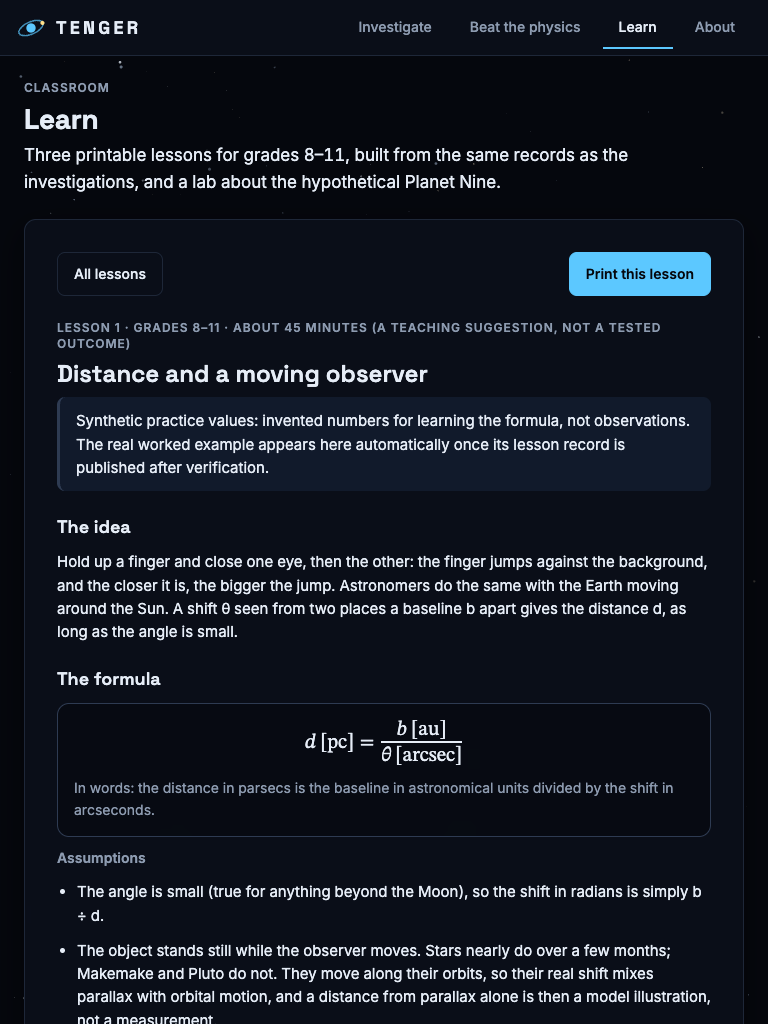 TENGER
Investigate
Beat the physics
Learn
About
CLASSROOM
Learn
Three printable lessons for grades 8–11, built from the same records as the
investigations, and a lab about the hypothetical Planet Nine.
All lessons
Print this lesson
LESSON 1 · GRADES 8–11 · ABOUT 45 MINUTES (A TEACHING SUGGESTION, NOT A TESTED
OUTCOME)
Distance and a moving observer
Synthetic practice values: invented numbers for learning the formula, not observations.
The real worked example appears here automatically once its lesson record is
published after verification.
The idea
Hold up a finger and close one eye, then the other: the finger jumps against the background,
and the closer it is, the bigger the jump. Astronomers do the same with the Earth moving
around the Sun. A shift θ seen from two places a baseline b apart gives the distance d, as
long as the angle is small.
The formula
d [pc] = b [au] / θ [arcsec]
In words: the distance in parsecs is the baseline in astronomical units divided by the shift in
arcseconds.
Assumptions
• The angle is small (true for anything beyond the Moon), so the shift in radians is simply b
÷ d.
• The object stands still while the observer moves. Stars nearly do over a few months;
Makemake and Pluto do not. They move along their orbits, so their real shift mixes
parallax with orbital motion, and a distance from parallax alone is then a model illustration,
not a measurement.